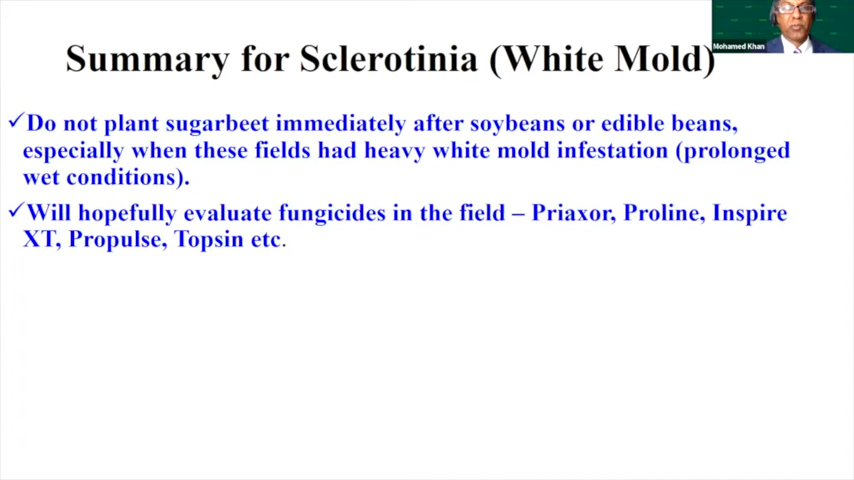 Mohamed Khan
Summary for Sclerotinia (White Mold)
✓Do not plant sugarbeet immediately after soybeans or edible beans,
especially when these fields had heavy white mold infestation (prolonged
wet conditions).
✓Will hopefully evaluate fungicides in the field – Priaxor, Proline, Inspire
XT, Propulse, Topsin etc.